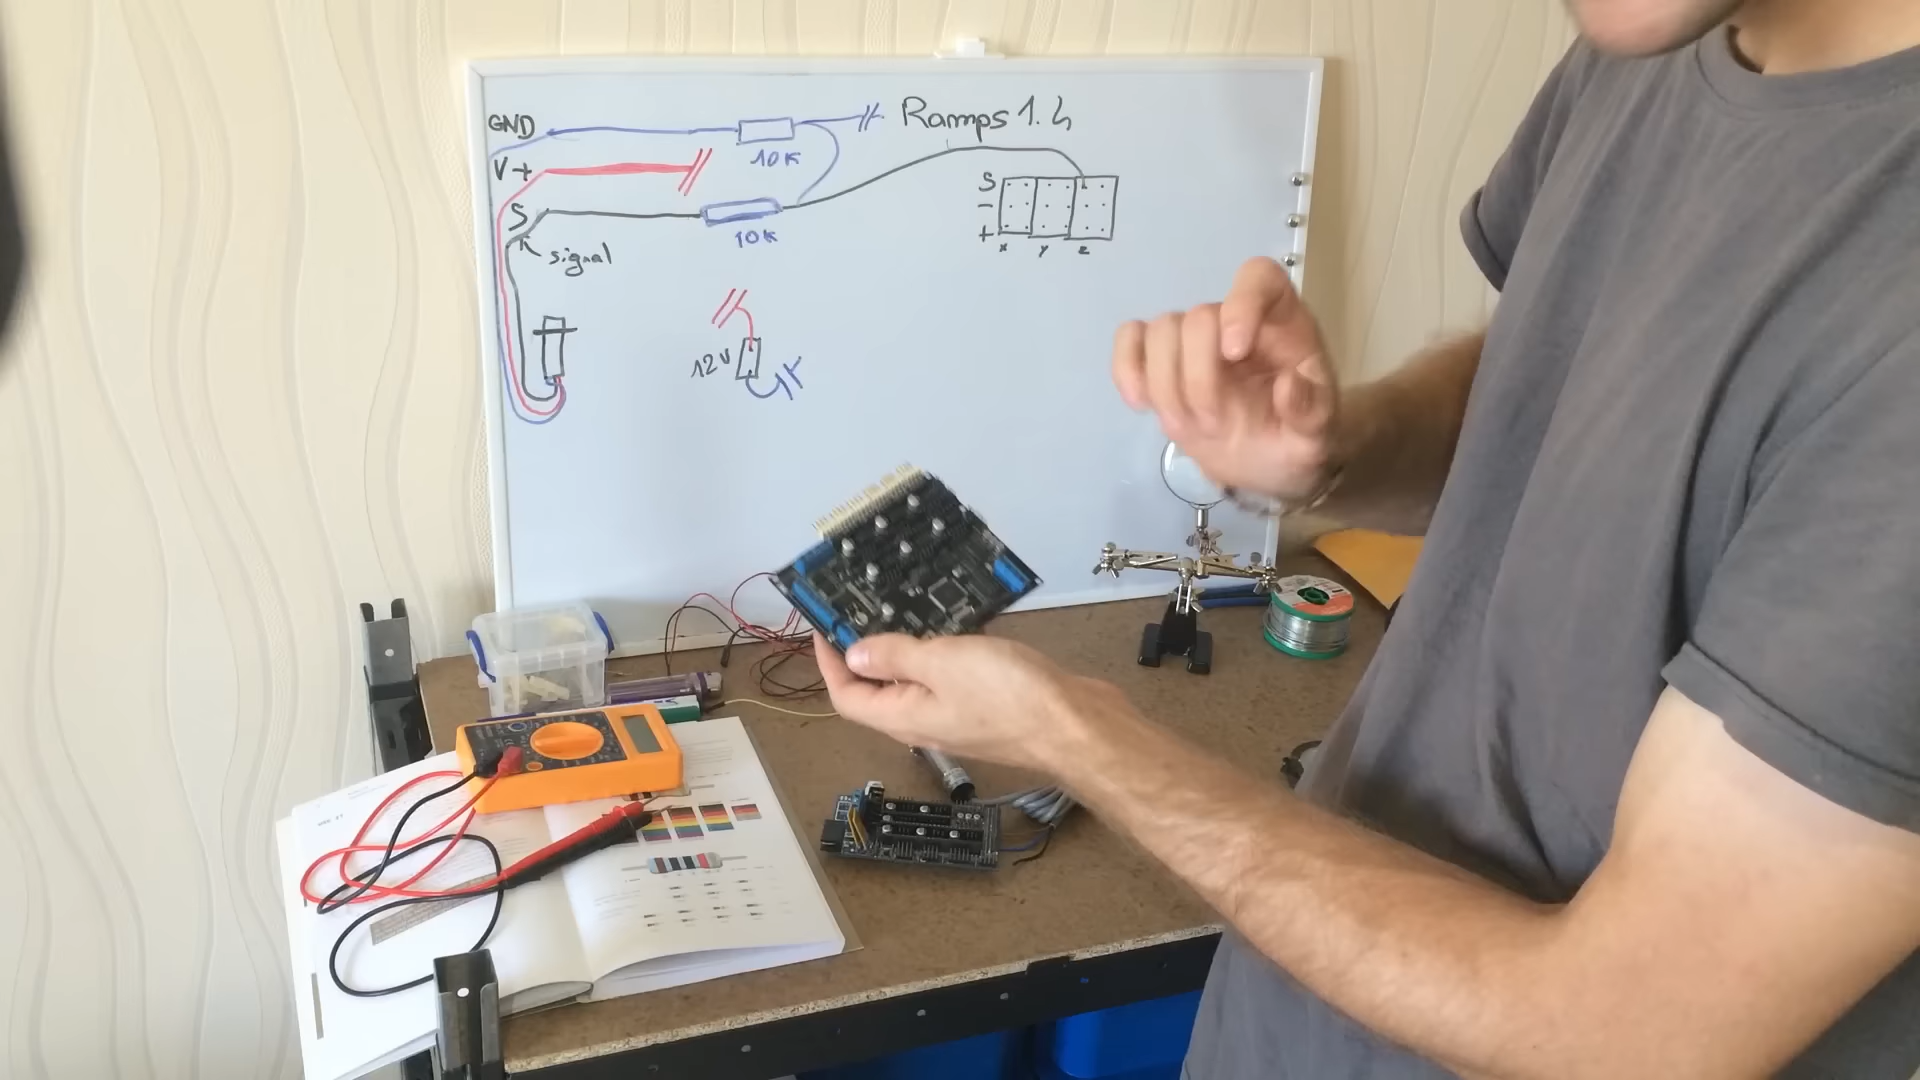 GND
10K
Ramps 1.4
V+
S
10K
signal
S
-
+
x y z
12V